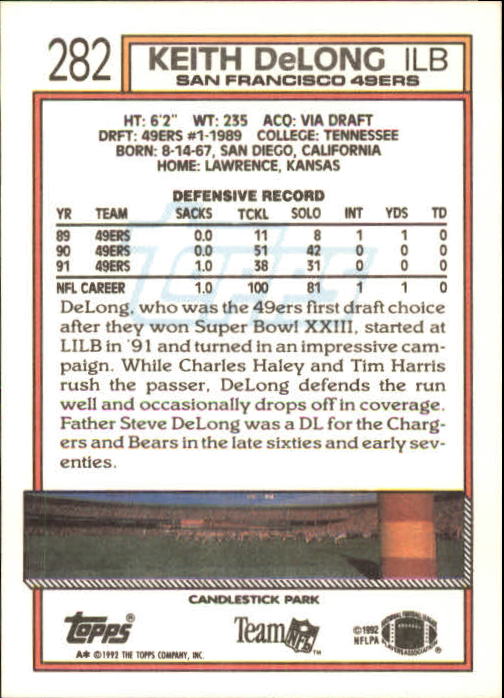 282
KEITH DeLONG ILB
SAN FRANCISCO 49ERS
HT: 6'2" WT: 235 ACQ: VIA DRAFT
DRFT: 49ERS #1-1989 COLLEGE: TENNESSEE
BORN: 8-14-67, SAN DIEGO, CALIFORNIA
HOME: LAWRENCE, KANSAS
DEFENSIVE RECORD
YR TEAM SACKS TCKL SOLO INT YDS TD
89 49ERS 0.0 11 8 1 1 0
90 49ERS 0.0 51 42 0 0 0
91 49ERS 1.0 38 31 0 0 0
NFL CAREER 1.0 100 81 1 1 0
Topps
DeLong, who was the 49ers first draft choice
after they won Super Bowl XXIII, started at
LILB in '91 and turned in an impressive cam-
paign. While Charles Haley and Tim Harris
rush the passer, DeLong defends the run
well and occasionally drops off in coverage.
Father Steve DeLong was a DL for the Charg-
ers and Bears in the late sixties and early sev-
enties.
CANDLESTICK PARK
Topps®
A* © 1992 THE TOPPS COMPANY, INC.
Team NFL™
© 1992
NFLPA
PLAYERS